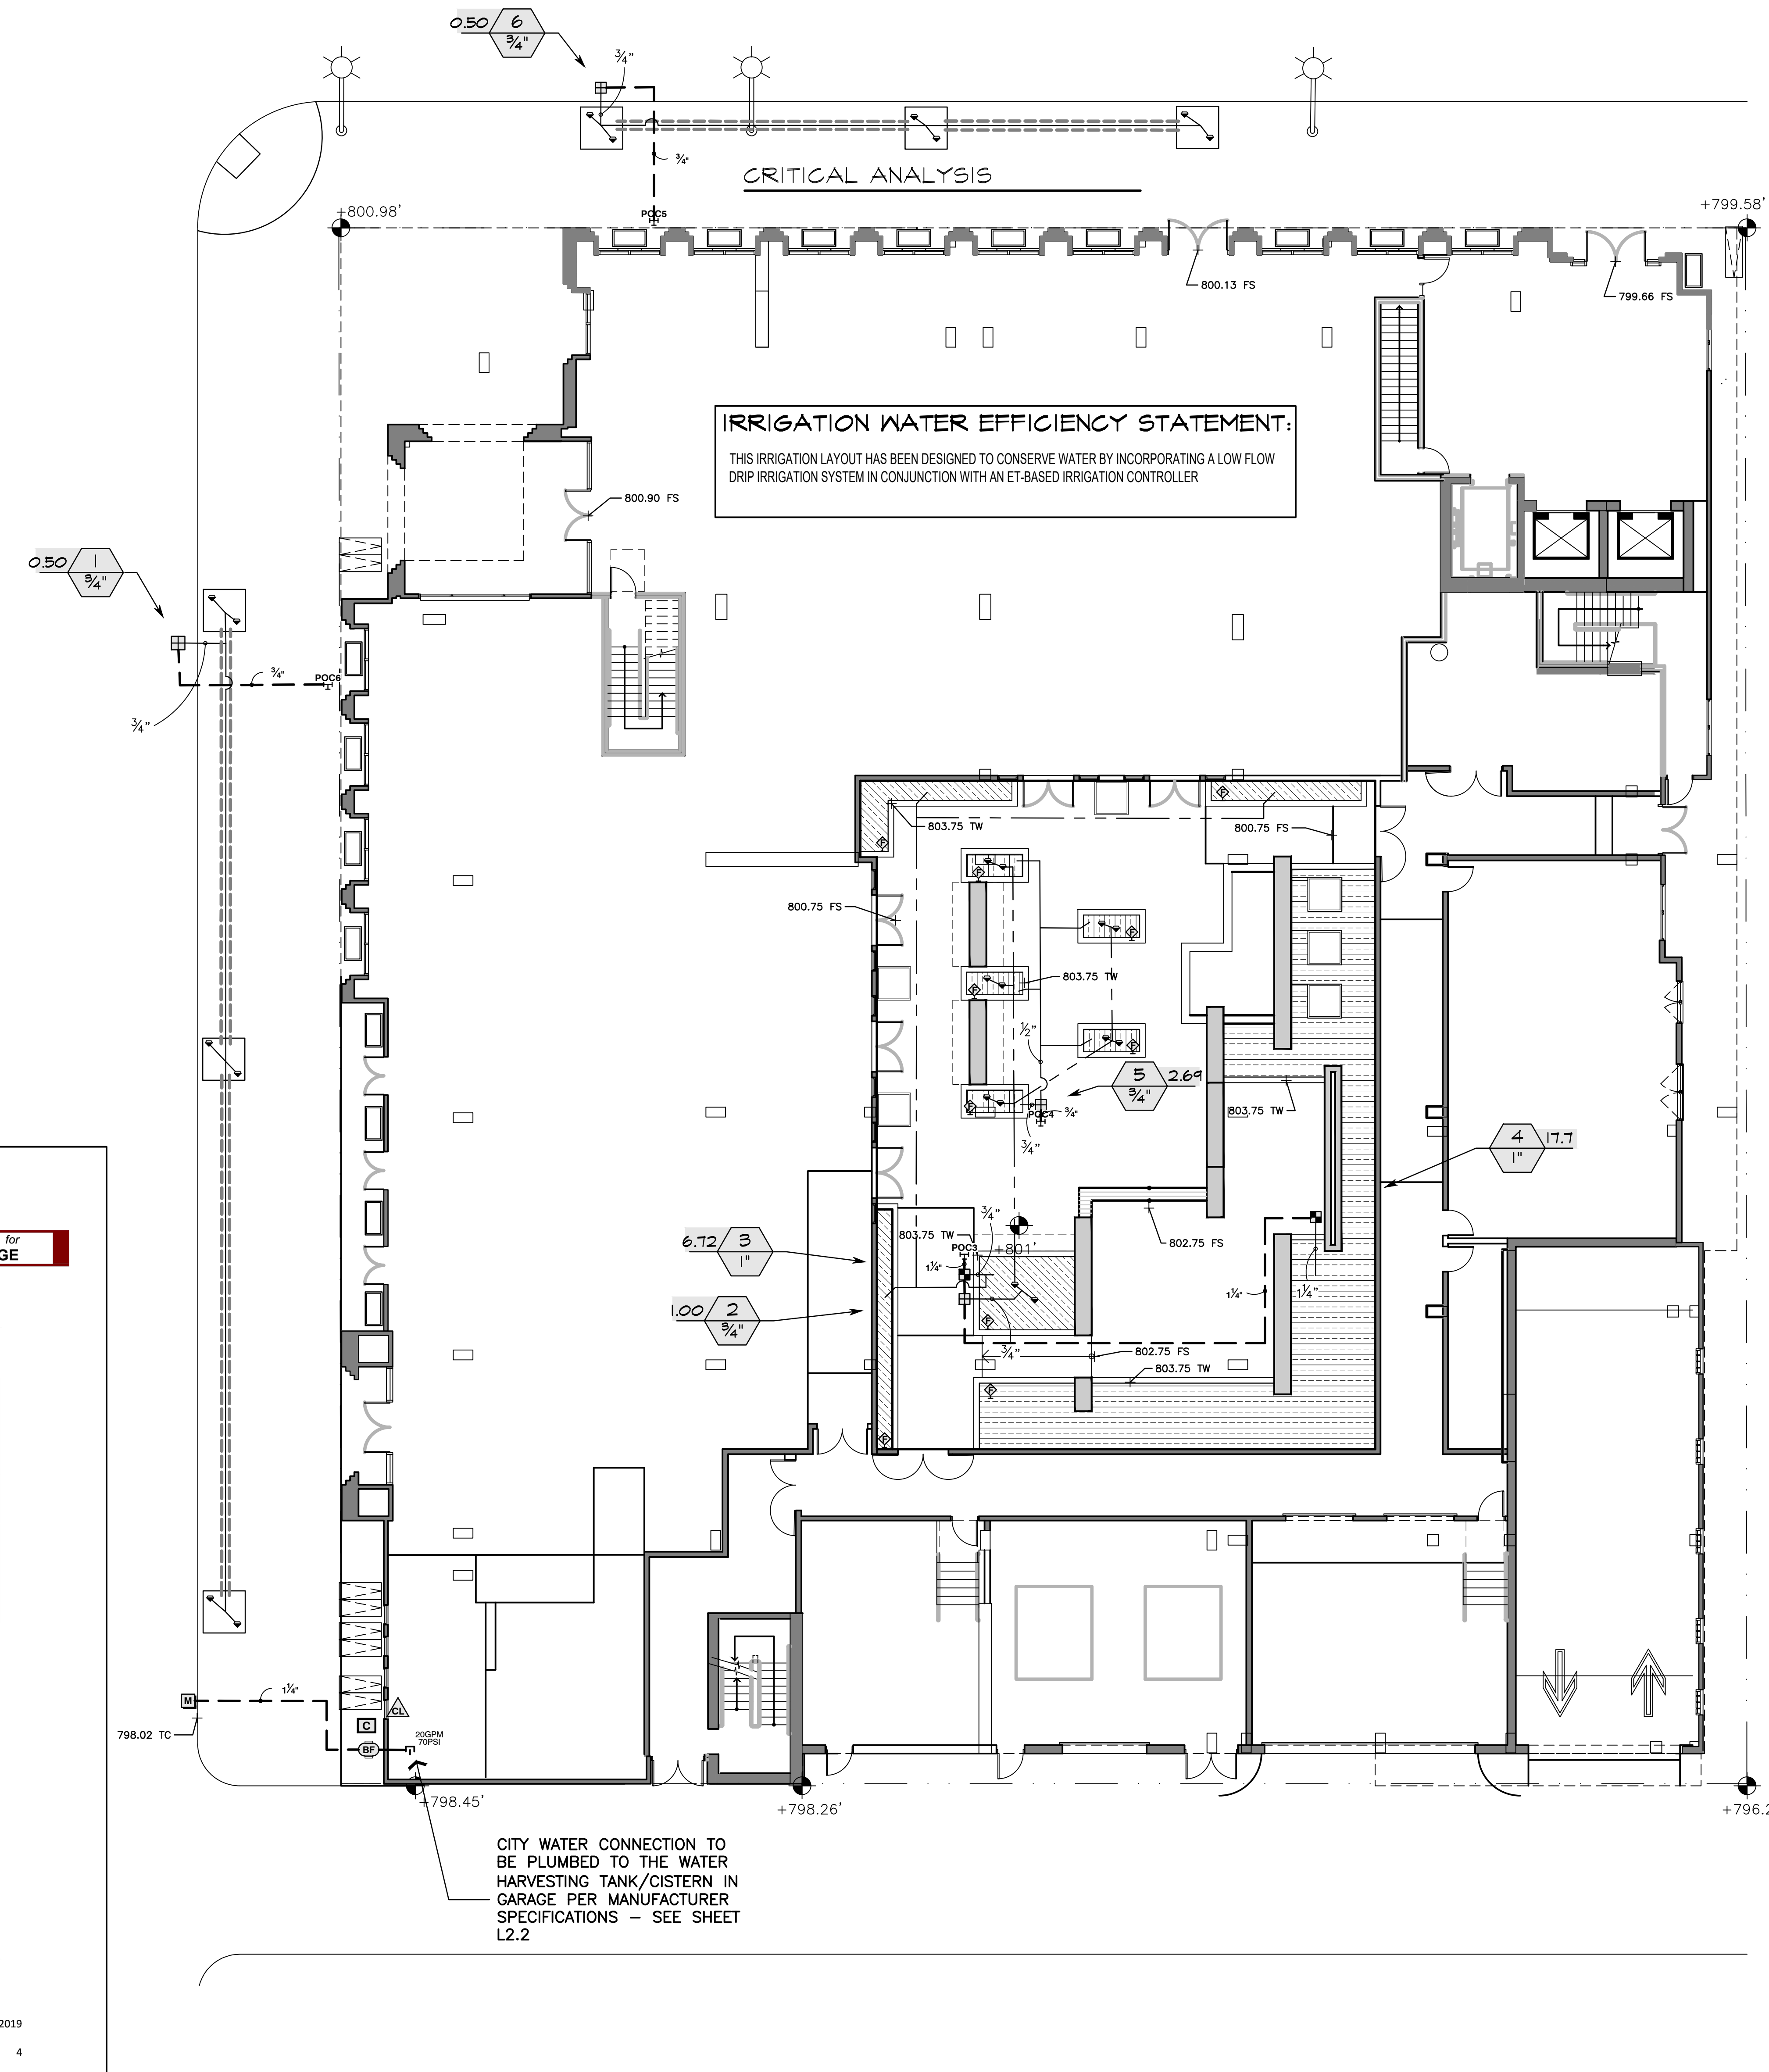 0.50 6
¾"
¾"
¾"
CRITICAL ANALYSIS
+800.98'
POC5
+799.58'
800.13 FS
799.66 FS
IRRIGATION WATER EFFICIENCY STATEMENT:
THIS IRRIGATION LAYOUT HAS BEEN DESIGNED TO CONSERVE WATER BY INCORPORATING A LOW FLOW
DRIP IRRIGATION SYSTEM IN CONJUNCTION WITH AN ET-BASED IRRIGATION CONTROLLER
800.90 FS
0.50 1
¾"
¾"
POC6
¾"
F
803.75 TW
F
800.75 FS
F
800.75 FS
F
803.75 TW
F
½"
F
5 2.69
¾"
F
¾"
POC4
803.75 TW
¾"
4 17.7
1"
for
GE
¾"
803.75 TW
+801'
802.75 FS
6.72 3
1"
POC3
1¼"
1¼"
1¼"
1.00 2
¾"
F
¾"
802.75 FS
803.75 TW
F
F
M
1¼"
CL
798.02 TC
C
BF
20GPM
70PSI
+798.45'
+798.26'
+796.2
CITY WATER CONNECTION TO
BE PLUMBED TO THE WATER
HARVESTING TANK/CISTERN IN
GARAGE PER MANUFACTURER
SPECIFICATIONS – SEE SHEET
L2.2
2019
4